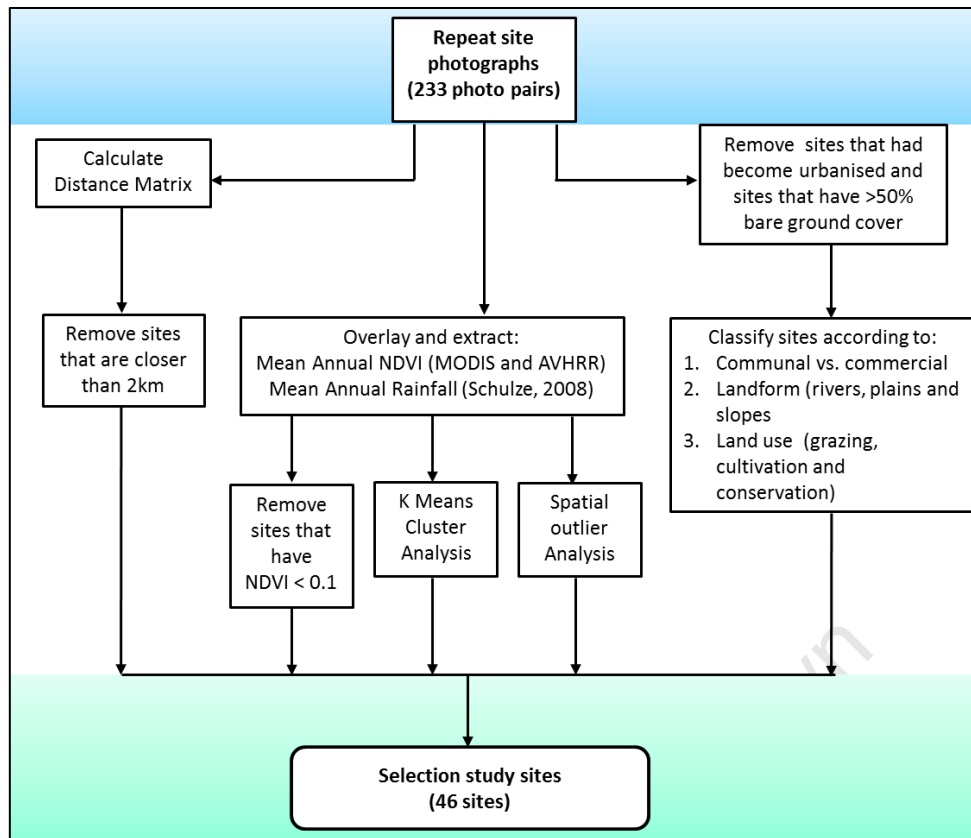 Repeat site
photographs
(233 photo pairs)
Calculate
Distance Matrix
Remove sites that had
become urbanised and
sites that have >50%
bare ground cover
Remove sites
that are closer
than 2km
Overlay and extract:
Mean Annual NDVI (MODIS and AVHRR)
Mean Annual Rainfall (Schulze, 2008)
Classify sites according to:
1. Communal vs. commercial
2. Landform (rivers, plains and
slopes
3. Land use (grazing,
cultivation and
conservation)
Remove
sites that
have
NDVI < 0.1
K Means
Cluster
Analysis
Spatial
outlier
Analysis
Selection study sites
(46 sites)